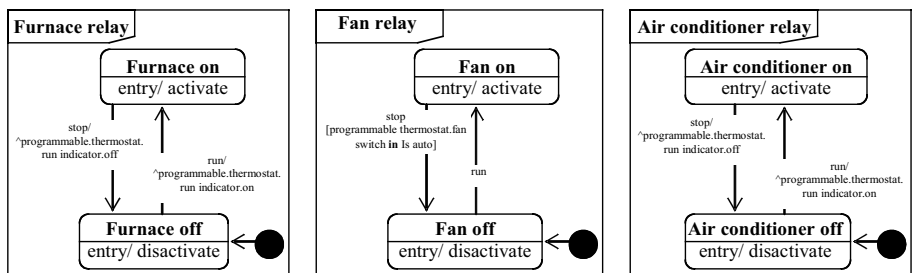 Furnace relay
Furnace on
entry/ activate
stop/
^programmable.thermostat.
run indicator.off
run/
^programmable.thermostat.
run indicator.on
Furnace off
entry/ disactivate
Fan relay
Fan on
entry/ activate
stop
[programmable thermostat.fan
switch in Is auto]
run
Fan off
entry/ disactivate
Air conditioner relay
Air conditioner on
entry/ activate
stop/
^programmable.thermostat.
run indicator.off
run/
^programmable.thermostat.
run indicator.on
Air conditioner off
entry/ disactivate